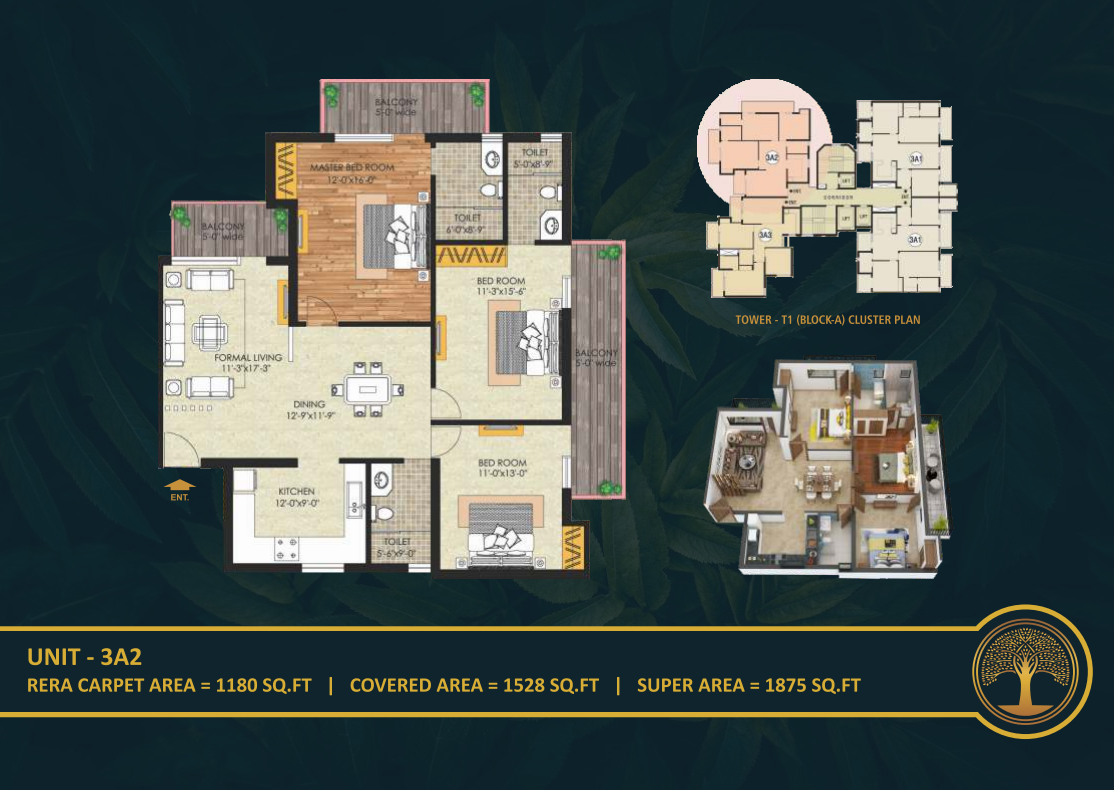 BALCONY
5'-0" wide
MASTER BED ROOM
12'-0"x16'-0"
TOILET
5'-0"x8'-9"
TOILET
6'-0"x8'-9"
BALCONY
5'-0" wide
BED ROOM
11'-3"x15'-6"
FORMAL LIVING
11'-3"x17'-3"
BALCONY
5'-0" wide
DINING
12'-9"x11'-9"
BED ROOM
11'-0"x13'-0"
KITCHEN
12'-0"x9'-0"
TOILET
5'-6"x9'-0"
ENT.
3A2
3A1
LIFT
ENT.
CORRIDOR
ENT.
ENT.
LIFT
LIFT
3A3
3A1
TOWER - T1 (BLOCK-A) CLUSTER PLAN
UNIT - 3A2
RERA CARPET AREA = 1180 SQ.FT | COVERED AREA = 1528 SQ.FT | SUPER AREA = 1875 SQ.FT